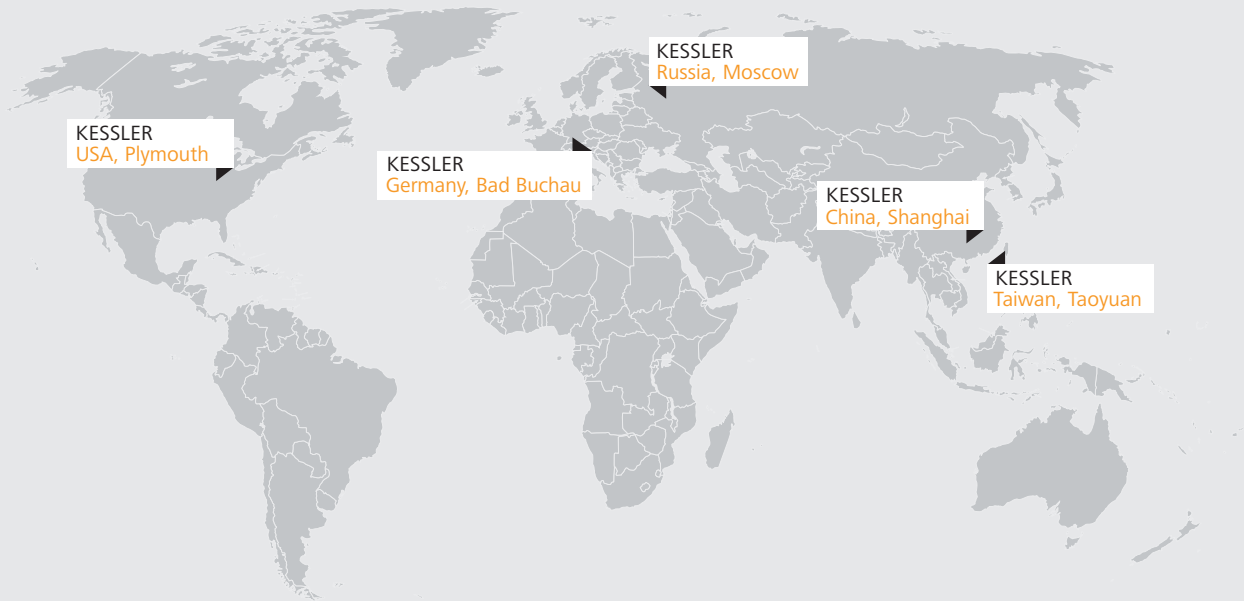 KESSLER
Russia, Moscow
KESSLER
USA, Plymouth
KESSLER
Germany, Bad Buchau
KESSLER
China, Shanghai
KESSLER
Taiwan, Taoyuan